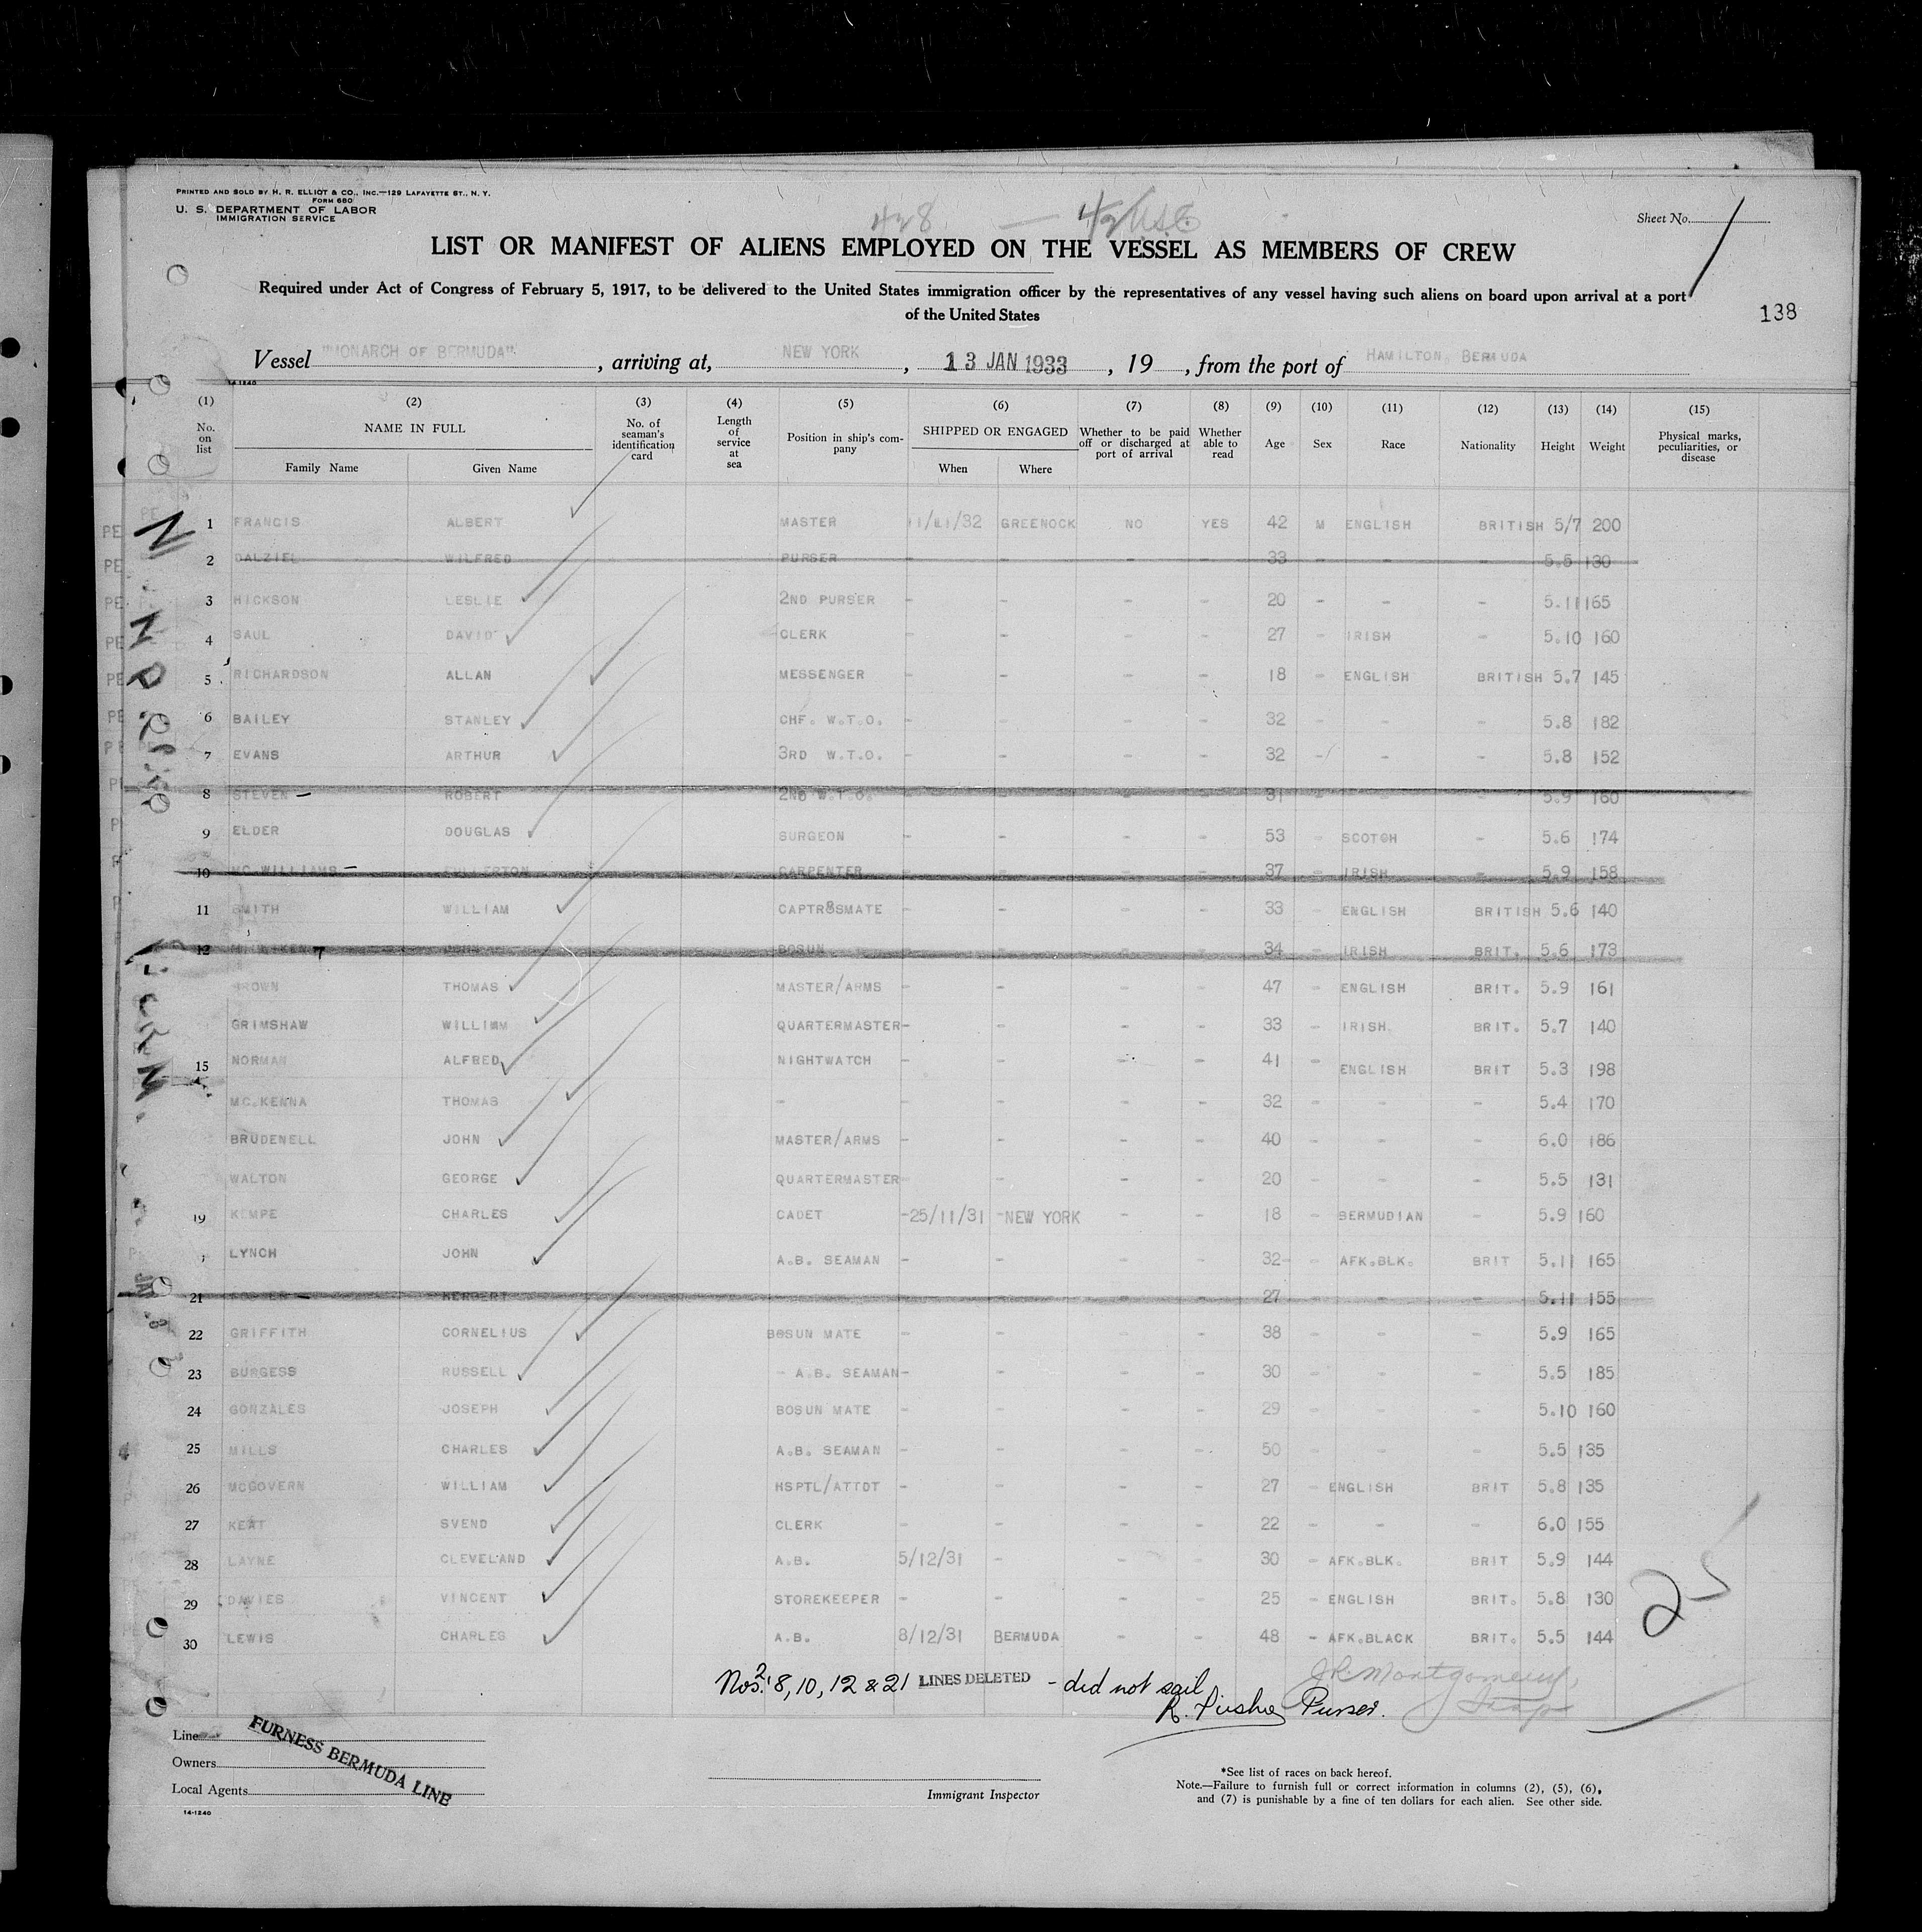 PRINTED AND SOLD BY H. R. ELLIOT & CO., INC.—129 LAFAYETTE ST., N. Y.
FORM 680
U. S. DEPARTMENT OF LABOR
IMMIGRATION SERVICE
428 — 42
Sheet No. 1
LIST OR MANIFEST OF ALIENS EMPLOYED ON THE VESSEL AS MEMBERS OF CREW
Required under Act of Congress of February 5, 1917, to be delivered to the United States immigration officer by the representatives of any vessel having such aliens on board upon arrival at a port
of the United States
138
Vessel "MONARCH OF BERMUDA", arriving at, NEW YORK, 13 JAN 1933, 19 , from the port of HAMILTON, BERMUDA
14-1240
(1) (2) (3) (4) (5) (6) (7) (8) (9) (10) (11) (12) (13) (14) (15)
No. on list NAME IN FULL Family Name Given Name No. of seaman's identification card Length of service at sea Position in ship's company SHIPPED OR ENGAGED When Where Whether to be paid off or discharged at port of arrival Whether able to read Age Sex Race Nationality Height Weight Physical marks, peculiarities, or disease
1 FRANCIS ALBERT MASTER 11/11/32 GREENOCK NO YES 42 M ENGLISH BRITISH 5/7 200
2 DALZIEL WILFRED PURSER - - - - 33 - - - 5.5 130
3 HICKSON LESLIE 2ND PURSER - - - - 20 - - - 5.11 165
4 SAUL DAVID CLERK - - - - 27 - IRISH - 5.10 160
5 RICHARDSON ALLAN MESSENGER - - - - 18 - ENGLISH BRITISH 5.7 145
6 BAILEY STANLEY CHF. W.T.O. - - - - 32 - - - 5.8 182
7 EVANS ARTHUR 3RD W.T.O. - - - - 32 - - - 5.8 152
8 STEVEN - ROBERT 2ND W.T.O. - - - - 31 - - - 5.9 160
9 ELDER DOUGLAS SURGEON - - - - 53 - SCOTCH - 5.6 174
10 MC.WILLIAMS - FULLERTON CARPENTER - - - - 37 - IRISH - 5.9 158
11 SMITH WILLIAM CAPTR8SMATE - - - - 33 - ENGLISH BRITISH 5.6 140
12 JOHN BOSUN - - - - 34 - IRISH BRIT. 5.6 173
BROWN THOMAS MASTER/ARMS - - - - 47 - ENGLISH BRIT. 5.9 161
GRIMSHAW WILLIMM QUARTERMASTER- - - - 33 - IRISH. BRIT. 5.7 140
15 NORMAN ALFRED NIGHTWATCH - - - - 41 - ENGLISH BRIT 5.3 198
MC.KENNA THOMAS - - - - - 32 - - - 5.4 170
BRUDENELL JOHN MASTER/ARMS - - - - 40 - - - 6.0 186
WALTON GEORGE QUARTERMASTER- - - - 20 - - - 5.5 131
19 KEMPE CHARLES CADET -25/11/31 -NEW YORK - - 18 - BERMUDIAN - 5.9 160
LYNCH JOHN A.B. SEAMAN - - - - 32 - AFK.BLK. BRIT 5.11 165
21 HERBERT - - - - 27 - - - 5.11 155
22 GRIFFITH CORNELIUS BOSUN MATE - - - - 38 - - - 5.9 165
23 BURGESS RUSSELL - A.B. SEAMAN- - - - 30 - - - 5.5 185
24 GONZALES JOSEPH BOSUN MATE - - - - 29 - - - 5.10 160
25 MILLS CHARLES A.B. SEAMAN - - - - 50 - - - 5.5 135
26 MCGOVERN WILLIAM HSPTL/ATTDT - - - - 27 - ENGLISH BRIT 5.8 135
27 KEAT SVEND CLERK - - - - 22 - - - 6.0 155
28 LAYNE CLEVELAND A.B. 5/12/31 - - - 30 - AFK.BLK. BRIT 5.9 144
29 DAVIES VINCENT STOREKEEPER - - - - 25 - ENGLISH BRIT. 5.8 130
30 LEWIS CHARLES A.B. 8/12/31 BERMUDA - - 48 - AFK.BLACK BRIT. 5.5 144
25
Nos. 2, 8, 10, 12 & 21 LINES DELETED - did not sail
J.R. Montgomery,
R. Fisher Purser.
Line
FURNESS BERMUDA LINE
Owners
Local Agents
14-1240
Immigrant Inspector
*See list of races on back hereof.
Note.—Failure to furnish full or correct information in columns (2), (5), (6),
and (7) is punishable by a fine of ten dollars for each alien. See other side.